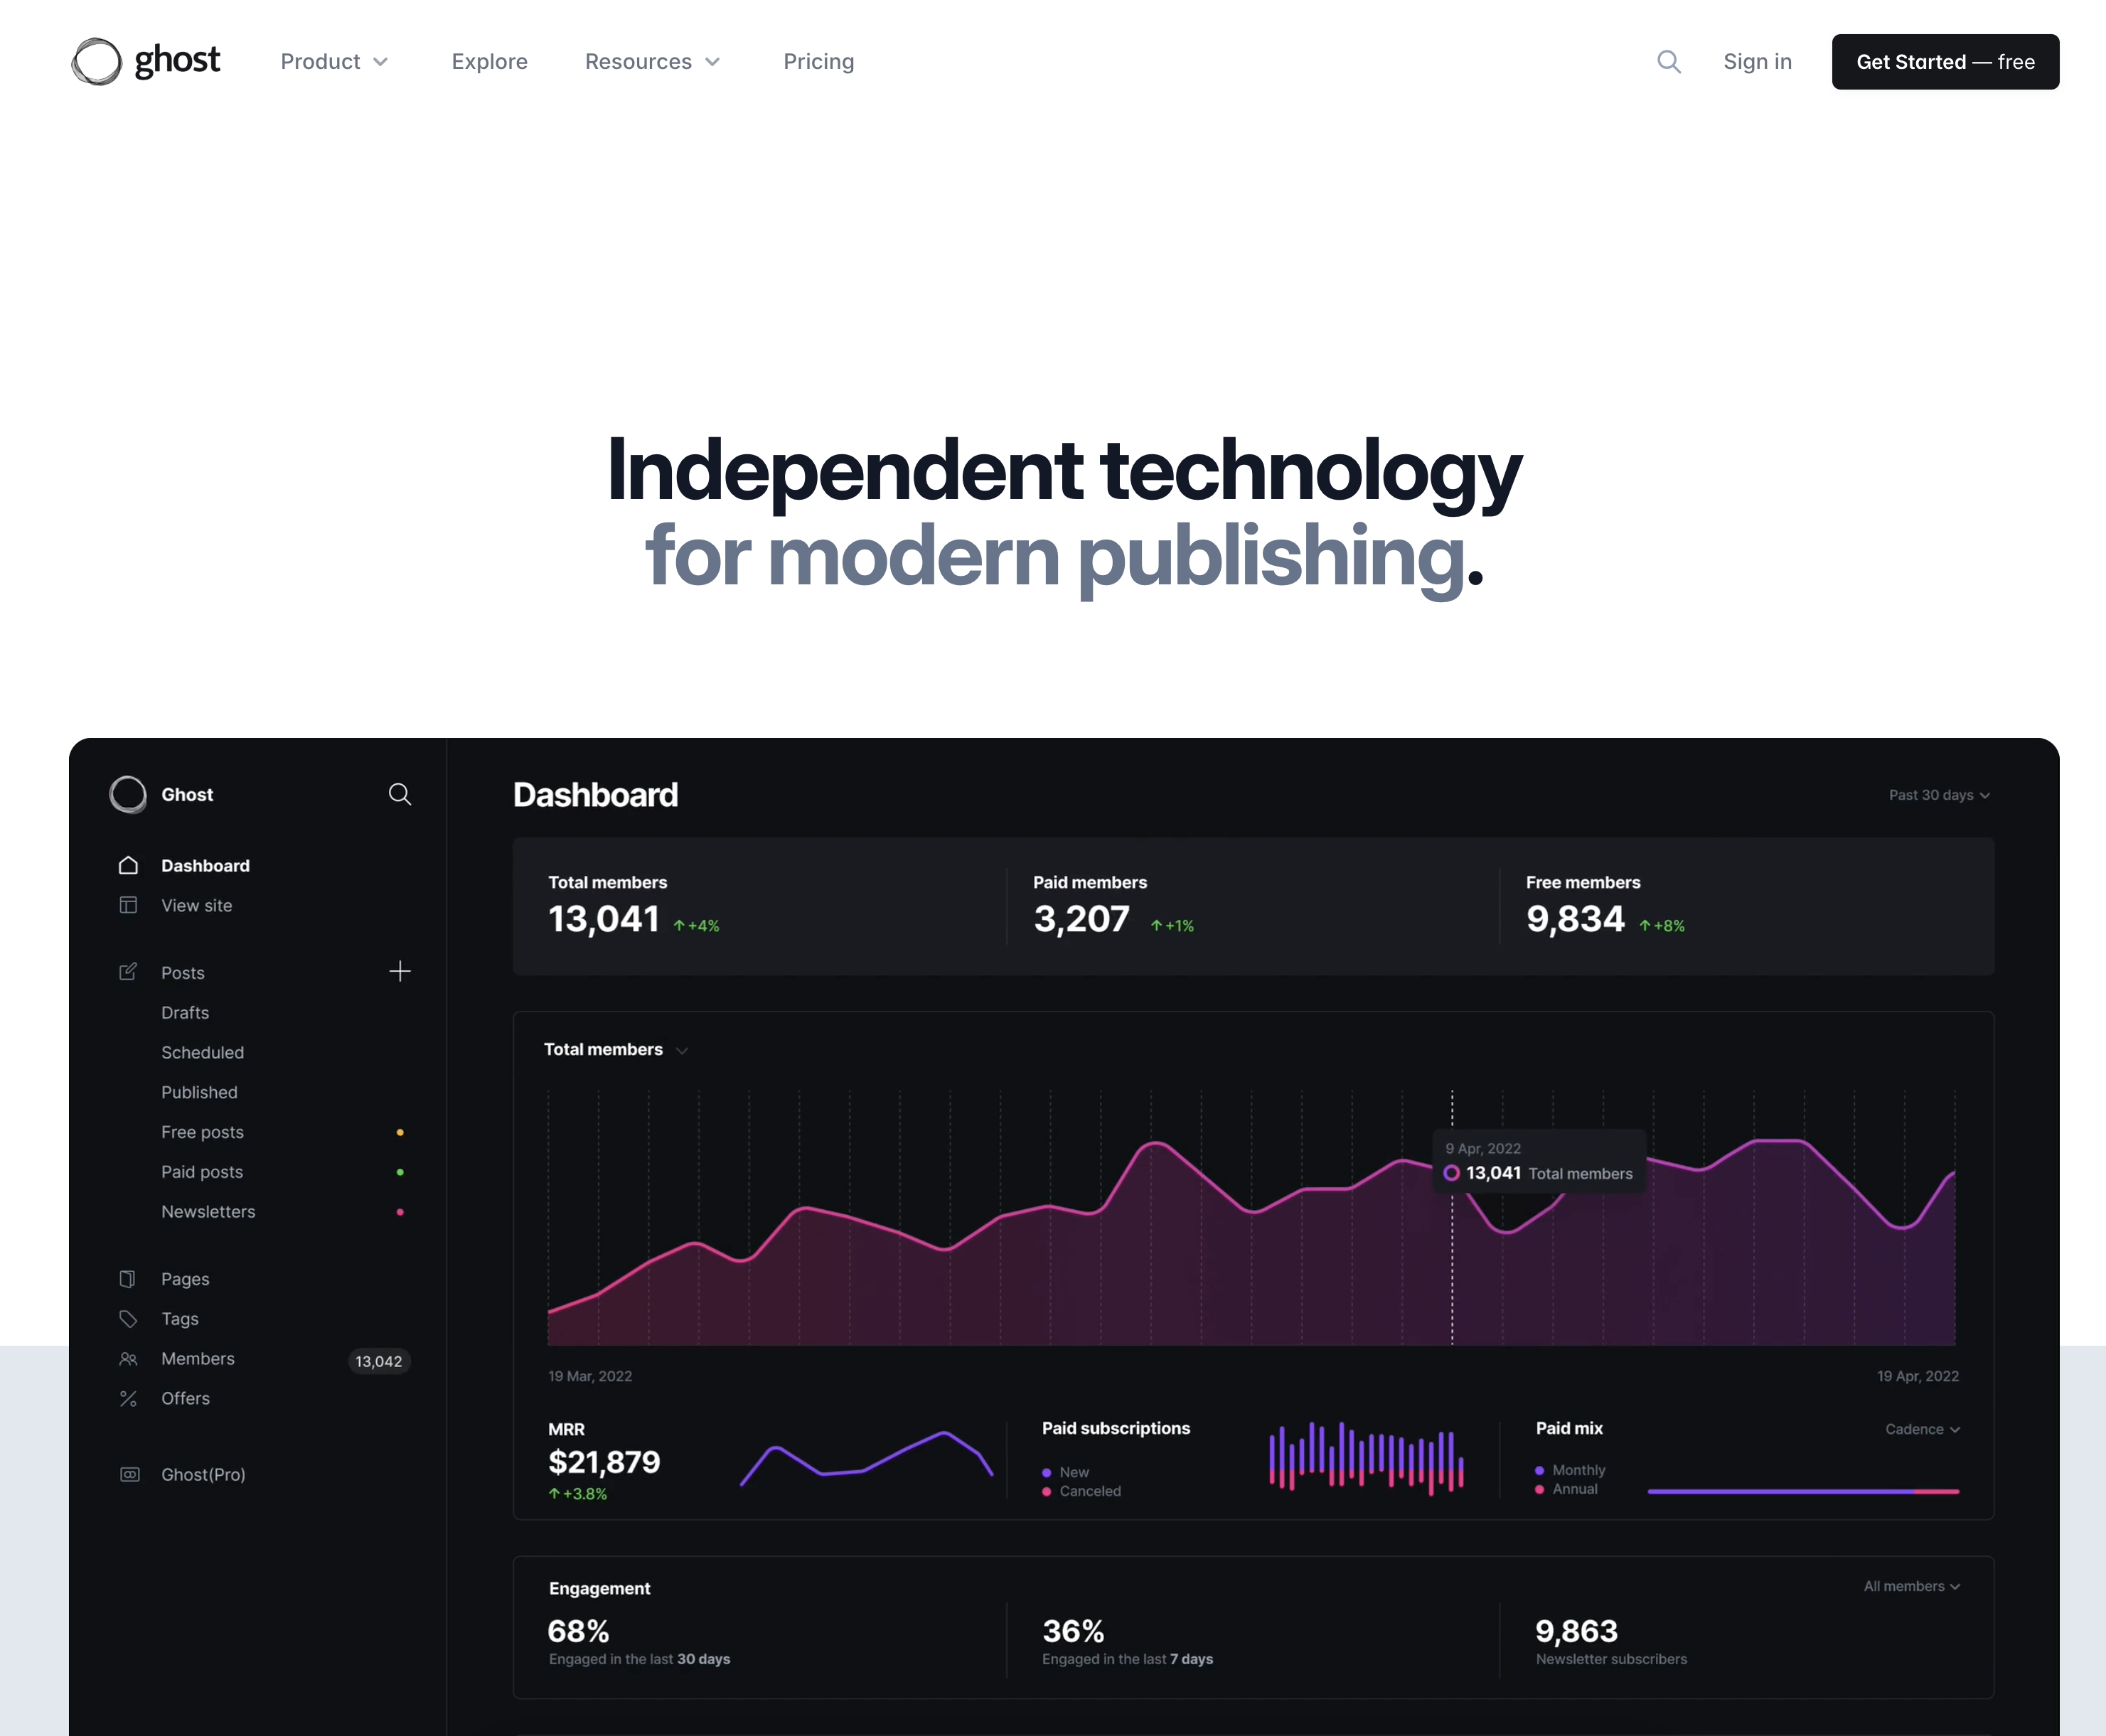 ghost
Product
Explore
Resources
Pricing
Sign in
Get Started — free
Independent technology
for modern publishing.
Ghost
Dashboard
View site
Posts
Drafts
Scheduled
Published
Free posts
Paid posts
Newsletters
Pages
Tags
Members 13,042
Offers
Ghost(Pro)
Dashboard
Past 30 days
Total members
13,041 +4%
Paid members
3,207 +1%
Free members
9,834 +8%
Total members
9 Apr, 2022
13,041 Total members
19 Mar, 2022
19 Apr, 2022
MRR
$21,879
+3.8%
Paid subscriptions
New
Canceled
Paid mix
Cadence
Monthly
Annual
Engagement
All members
68%
Engaged in the last 30 days
36%
Engaged in the last 7 days
9,863
Newsletter subscribers